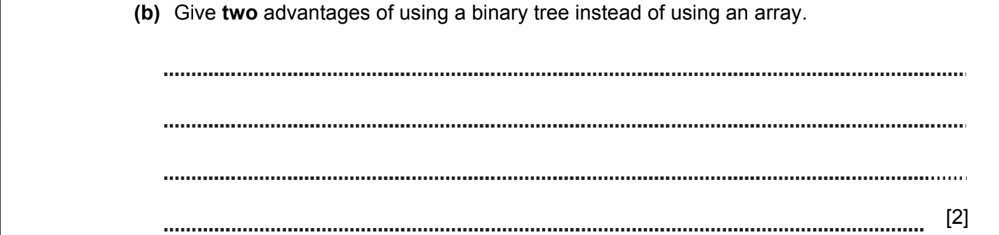 (b) Give two advantages of using a binary tree instead of using an array.
[2]